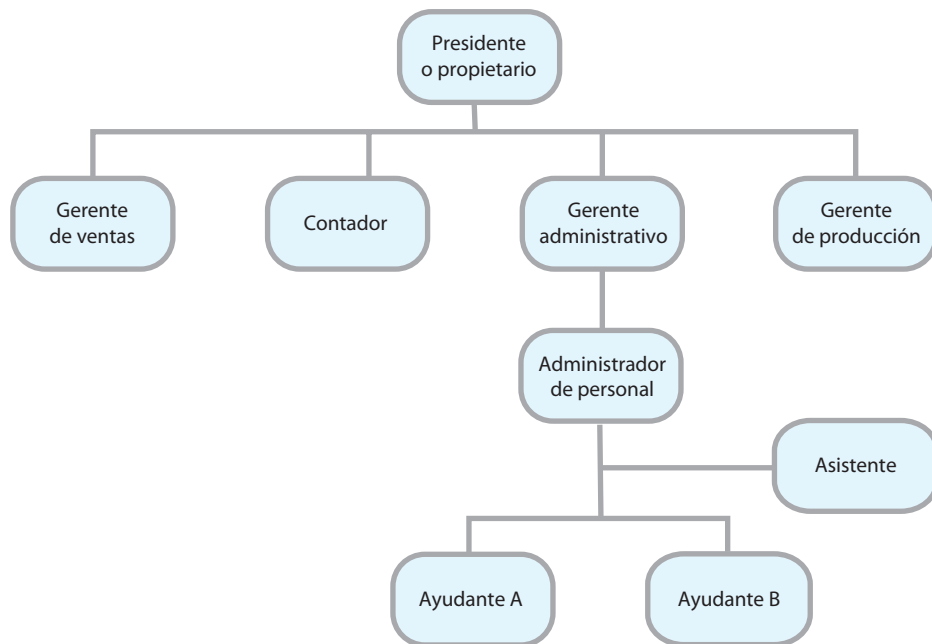 Presidente
o propietario
Gerente
de ventas
Contador
Gerente
administrativo
Gerente
de producción
Administrador
de personal
Asistente
Ayudante A
Ayudante B